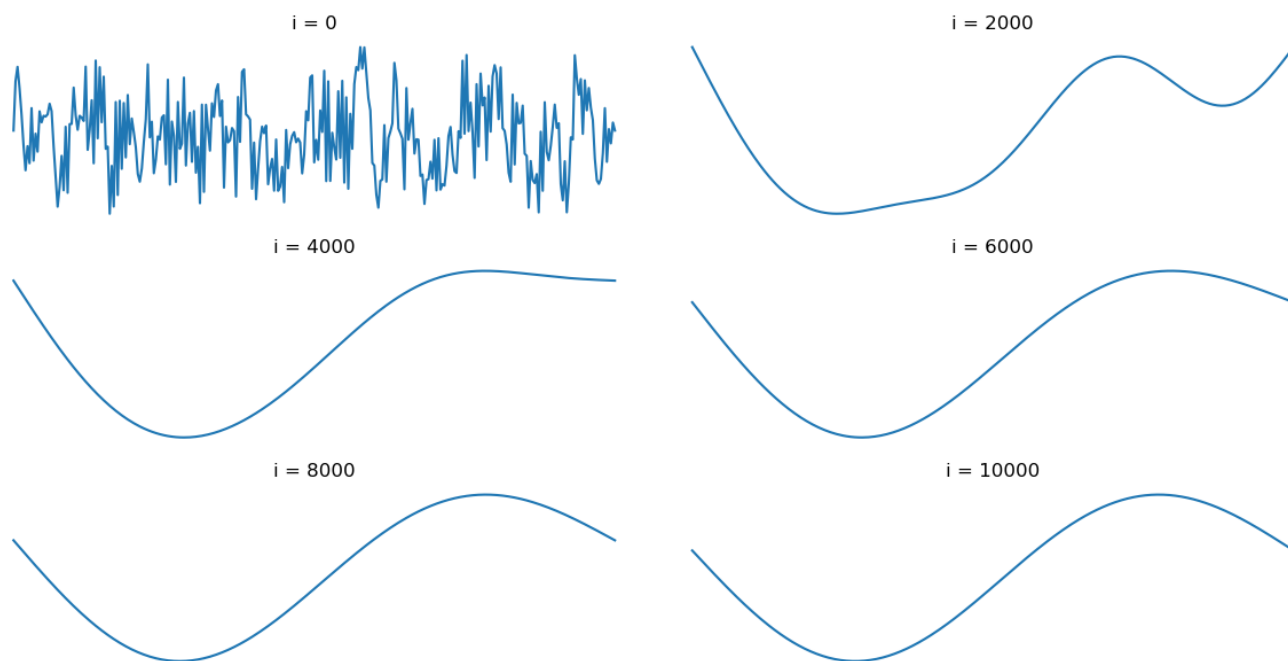 i = 0
i = 2000
i = 4000
i = 6000
i = 8000
i = 10000